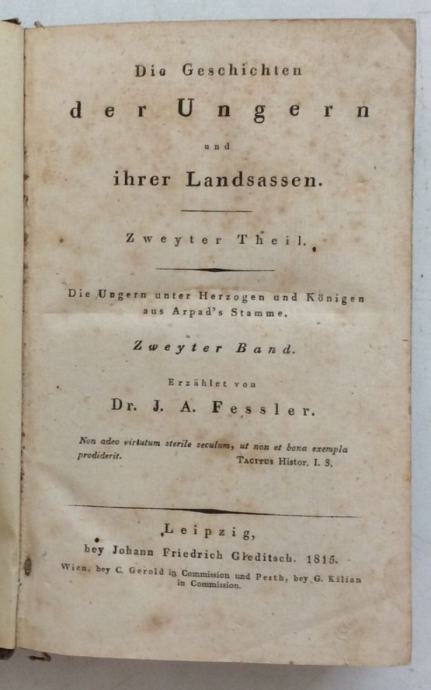 Die Geschichten
der Ungern
und
ihrer Landsassen.
Zweyter Theil.
Die Ungern unter Herzogen und Königen
aus Arpad's Stamme.
Zweyter Band.
Erzählet von
Dr. J. A. Fessler.
Non adeo virtutum sterile seculum, ut non et bona exempla
prodiderit. TACITUS Histor. I. 3.
Leipzig,
bey Johann Friedrich Gleditsch. 1815.
Wien, bey C. Gerold in Commission und Pesth, bey G. Kilian
in Commission.